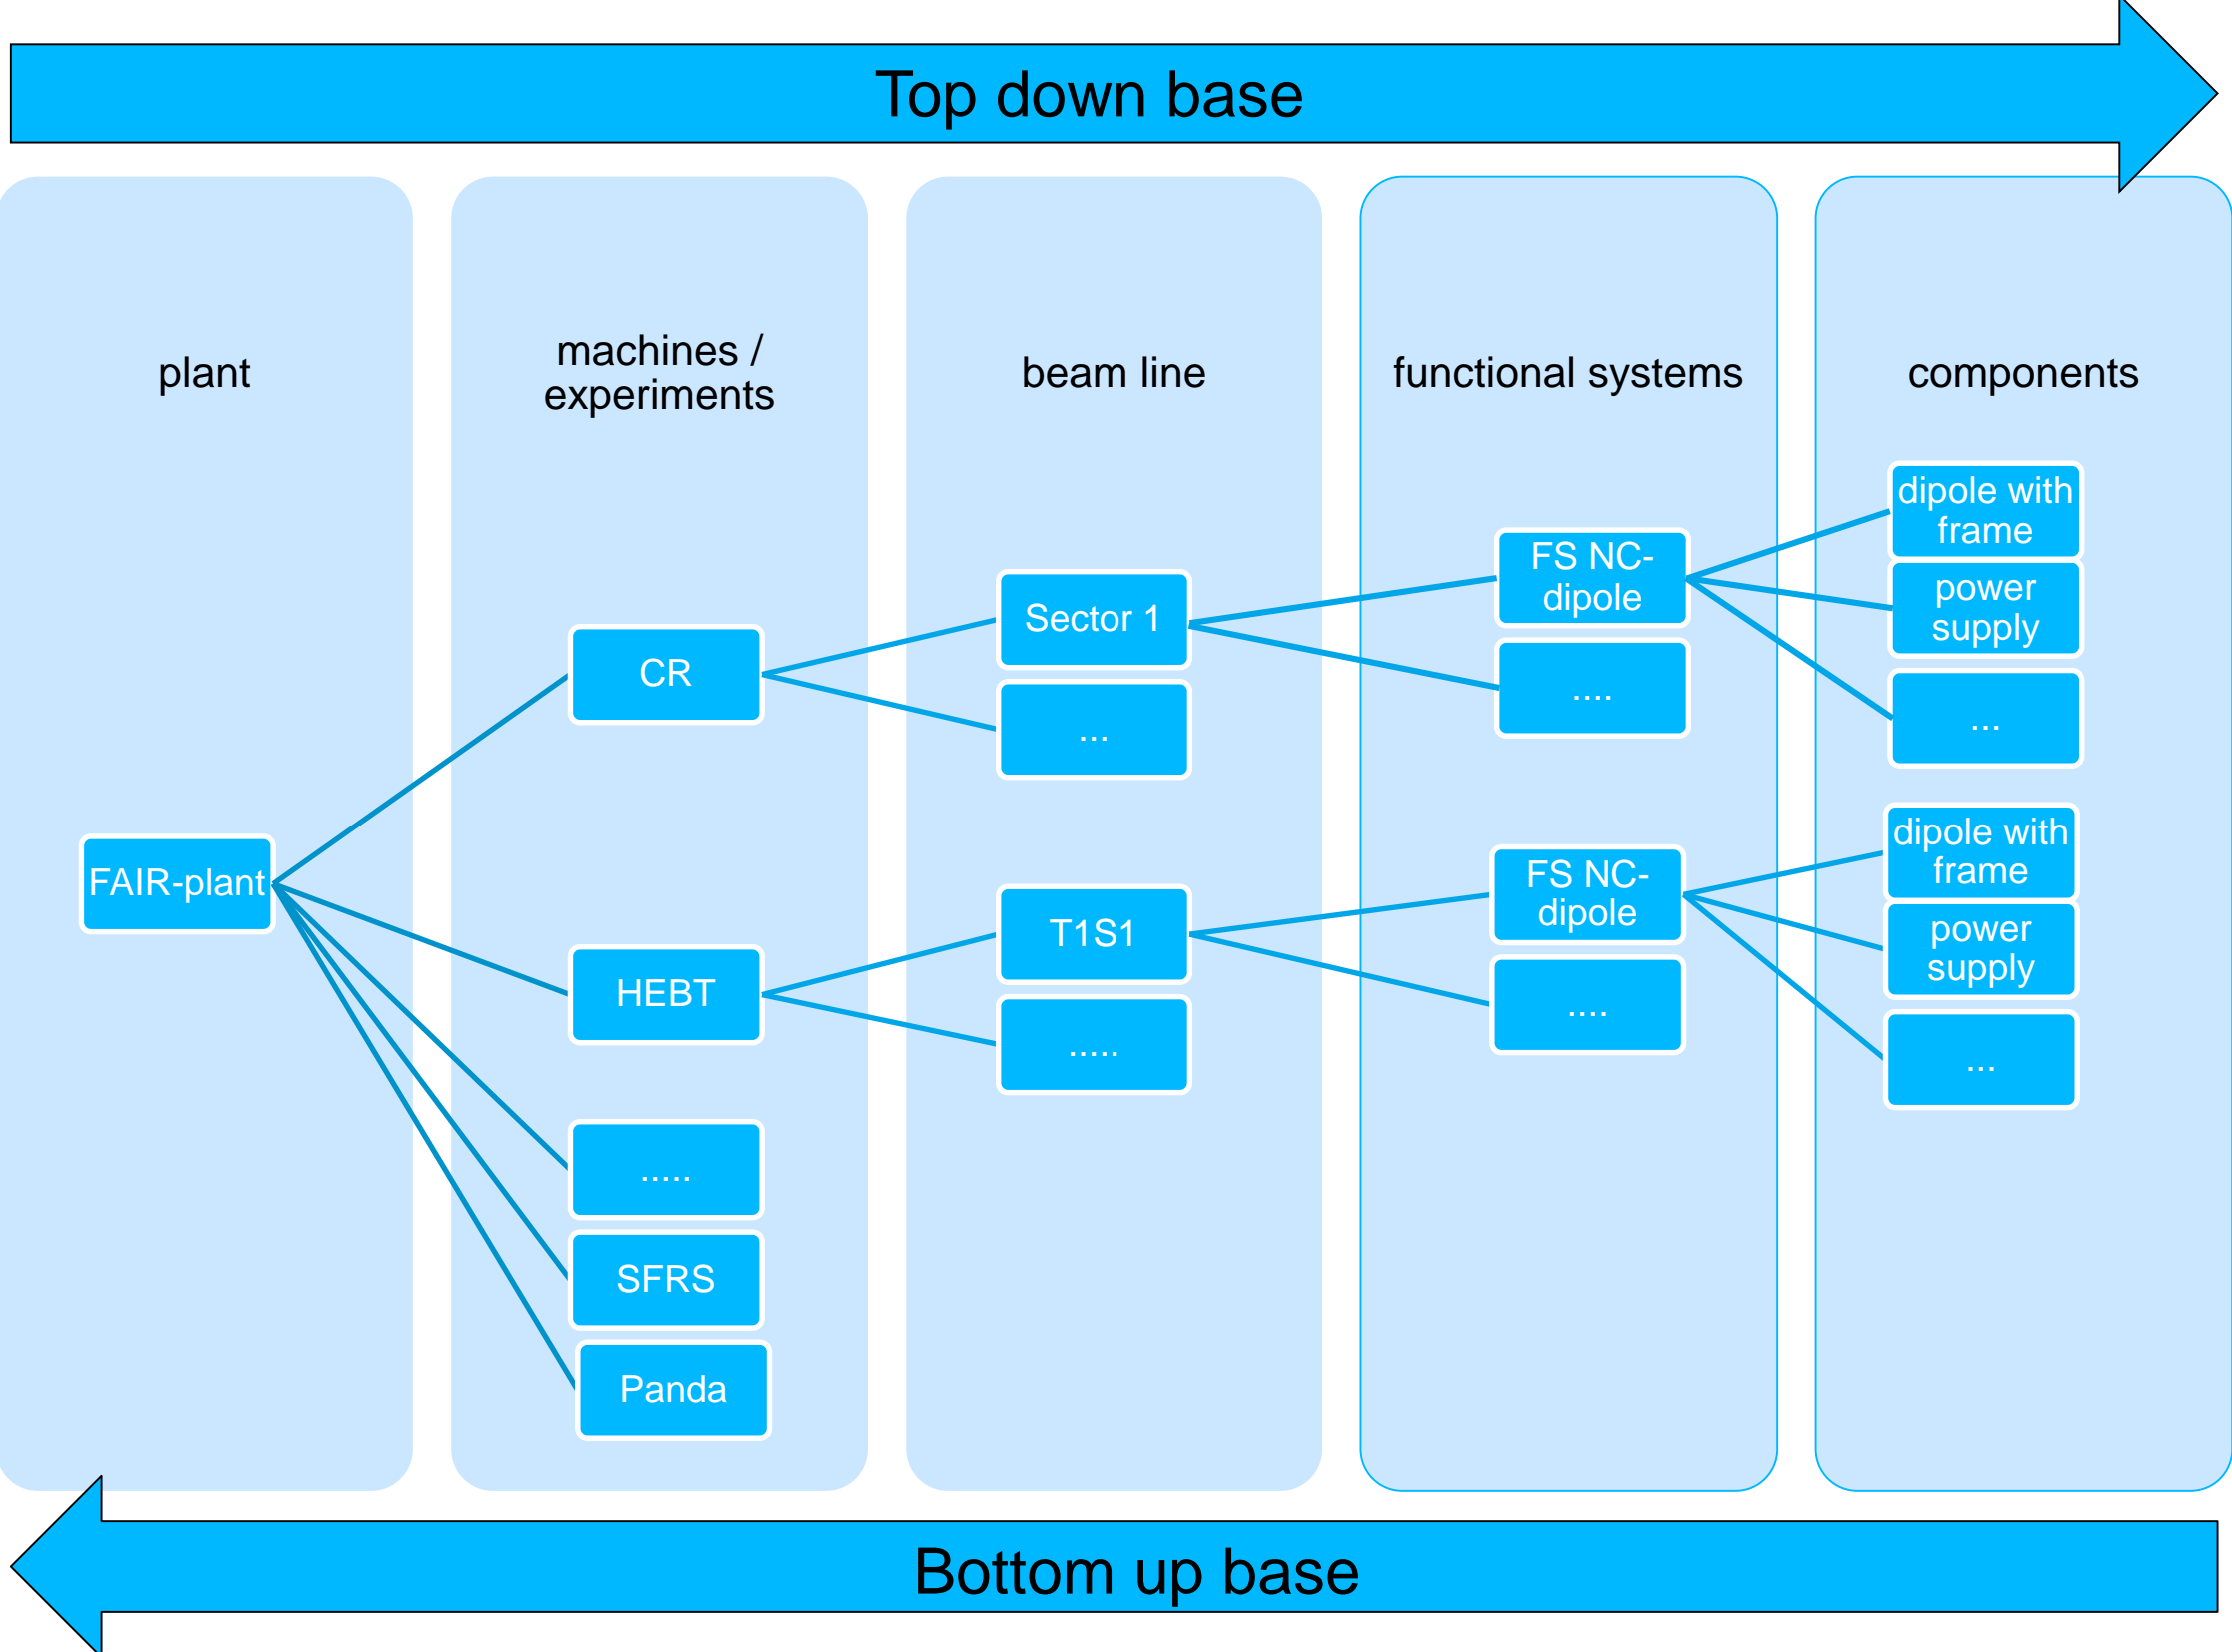 Top down base
plant
machines /
experiments
beam line
functional systems
components
FAIR-plant
CR
HEBT
.....
SFRS
Panda
Sector 1
...
T1S1
.....
FS NC-
dipole
....
FS NC-
dipole
....
dipole with
frame
power
supply
...
dipole with
frame
power
supply
...
Bottom up base